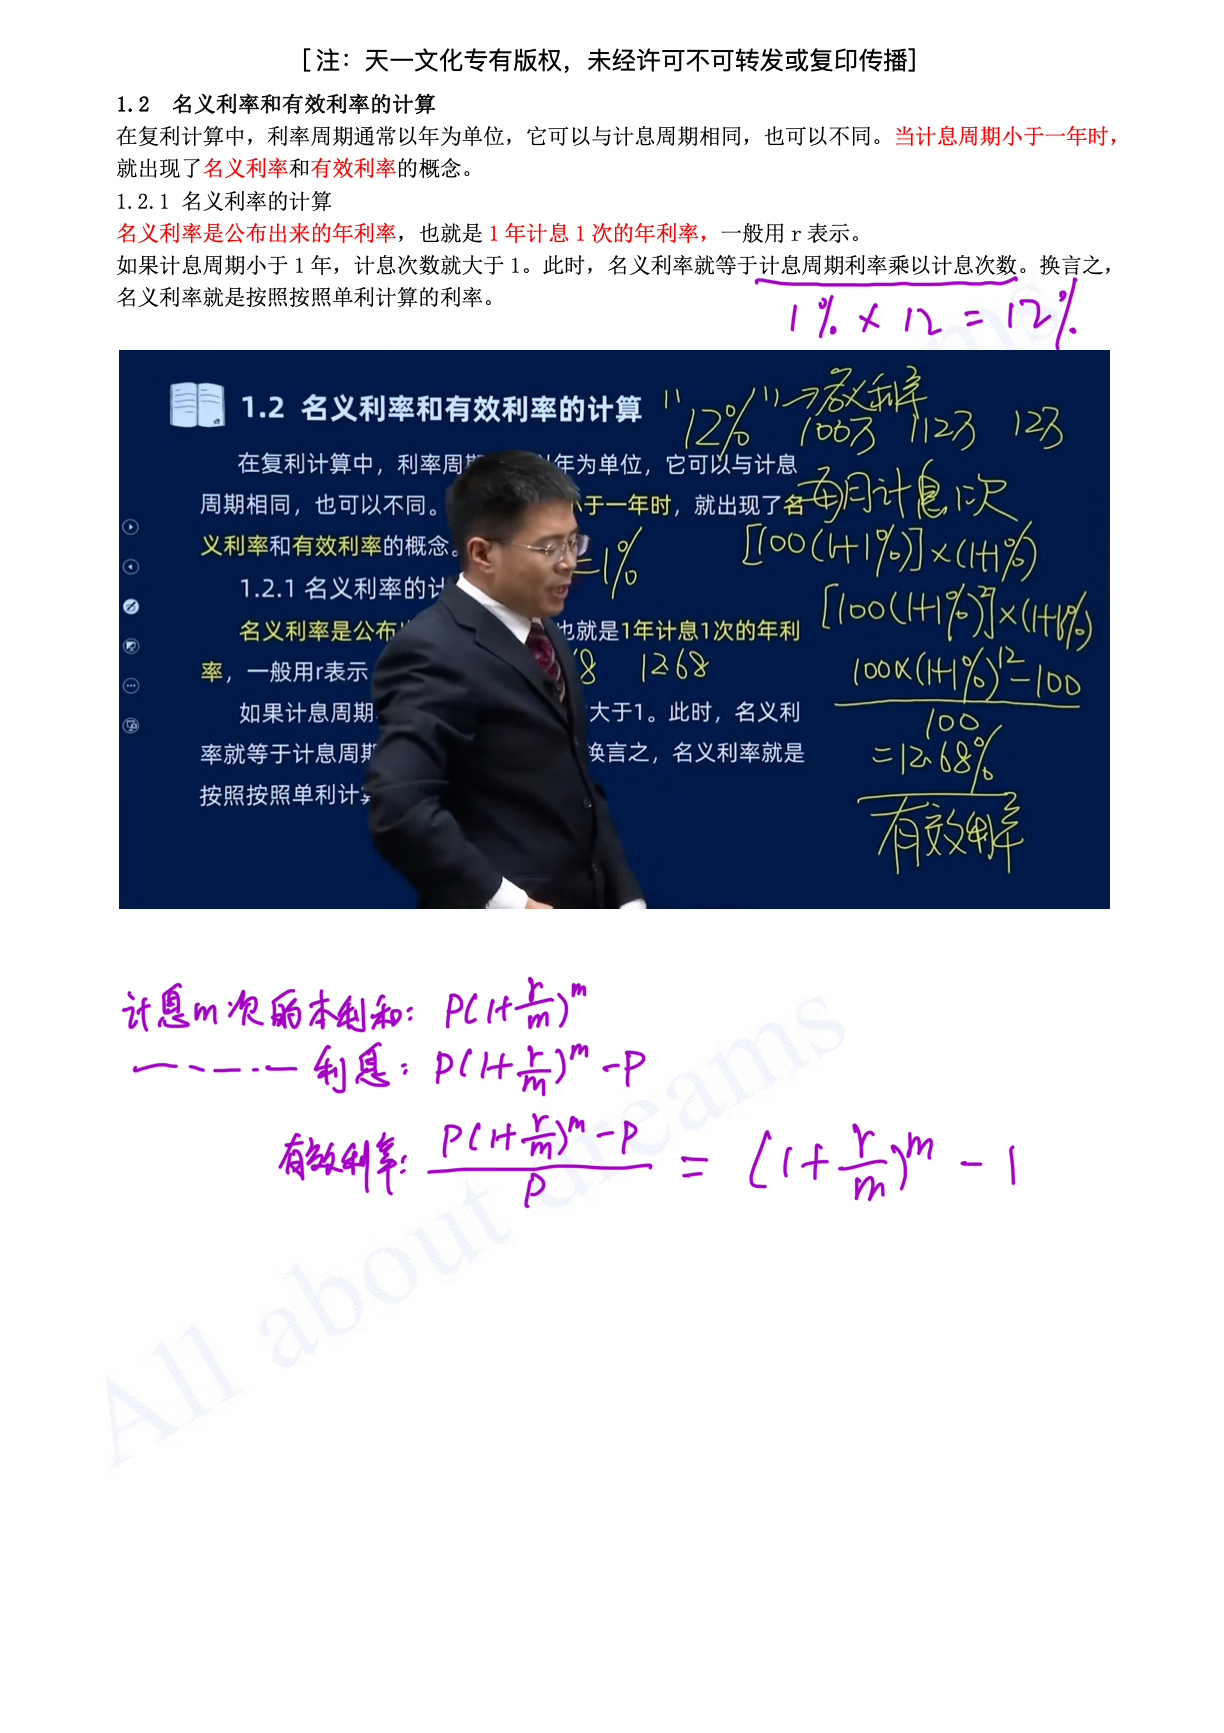 [注：天一文化专有版权，未经许可不可转发或复印传播]
1.2 名义利率和有效利率的计算
在复利计算中，利率周期通常以年为单位，它可以与计息周期相同，也可以不同。当计息周期小于一年时，
就出现了名义利率和有效利率的概念。
1.2.1 名义利率的计算
名义利率是公布出来的年利率，也就是 1 年计息 1 次的年利率，一般用 r 表示。
如果计息周期小于 1 年，计息次数就大于 1。此时，名义利率就等于计息周期利率乘以计息次数。换言之，
名义利率就是按照按照单利计算的利率。
1% × 12 = 12%
1.2 名义利率和有效利率的计算
"12%" → 名义利率
100万 112万 12万
在复利计算中，利率周 年为单位，它可以与计息
周期相同，也可以不同。 小于一年时，就出现了名
每月计息1次
义利率和有效利率的概念。
=1%
[100(1+1%)]×(1+1%)
1.2.1 名义利率的
[100(1+1%)²]×(1+1%)
名义利率是公布 也就是1年计息1次的年利
率，一般用r表示
8 1268
100×(1+1%)¹²-100
100
如果计息周期 大于1。此时，名义利
率就等于计息周 换言之，名义利率就是
=12.68%
按照按照单利计
有效利率
计息m次的本利和：P(1+r/m)^m
利息：P(1+r/m)^m -P
有效利率：P(1+r/m)^m -P / P = (1+r/m)^m - 1
All about dreams